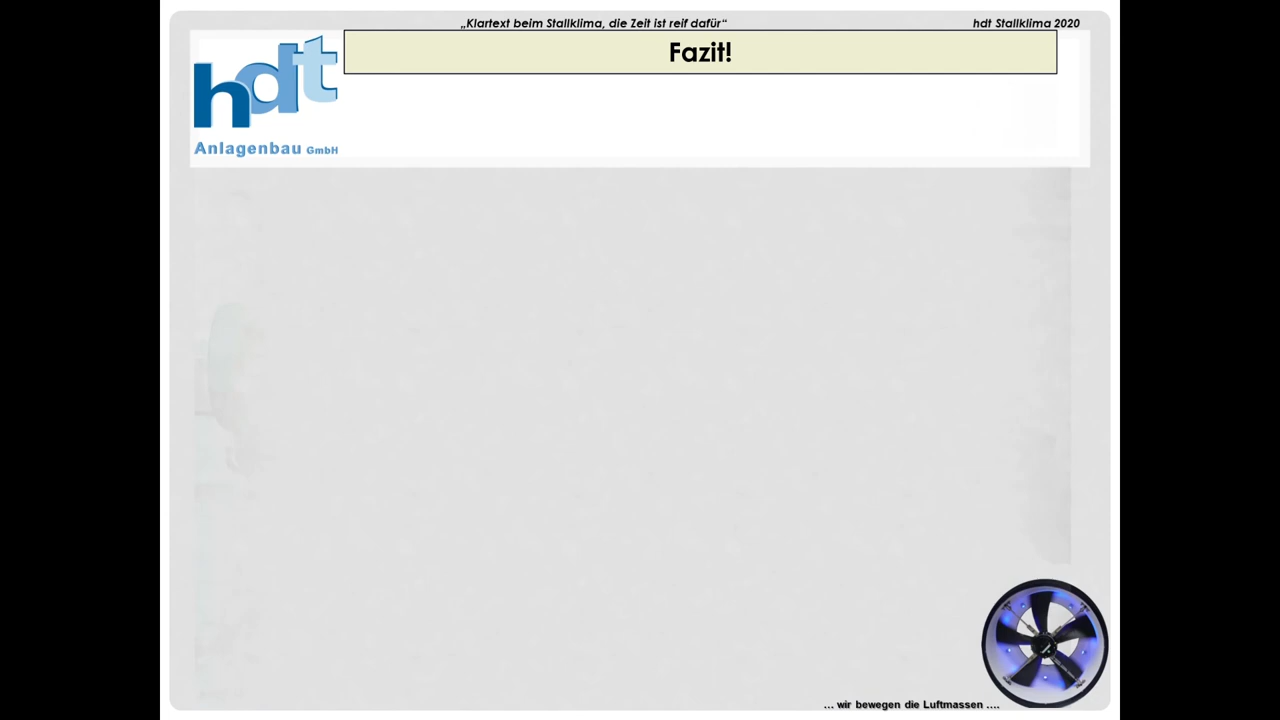 „Klartext beim Stallklima, die Zeit ist reif dafür“
hdt Stallklima 2020
Fazit!
hdt
Anlagenbau GmbH
... wir bewegen die Luftmassen ....